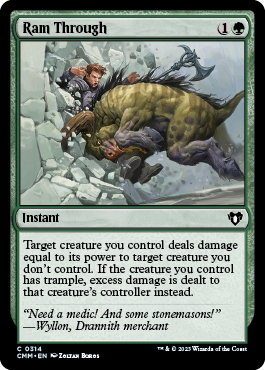 Ram Through 1
Instant
Target creature you control deals damage
equal to its power to target creature you
don't control. If the creature you control
has trample, excess damage is dealt to
that creature's controller instead.
"Need a medic! And some stonemasons!"
—Wyllon, Drannith merchant
C 0314
CMM • EN Zoltan Boros
™ & © 2023 Wizards of the Coast